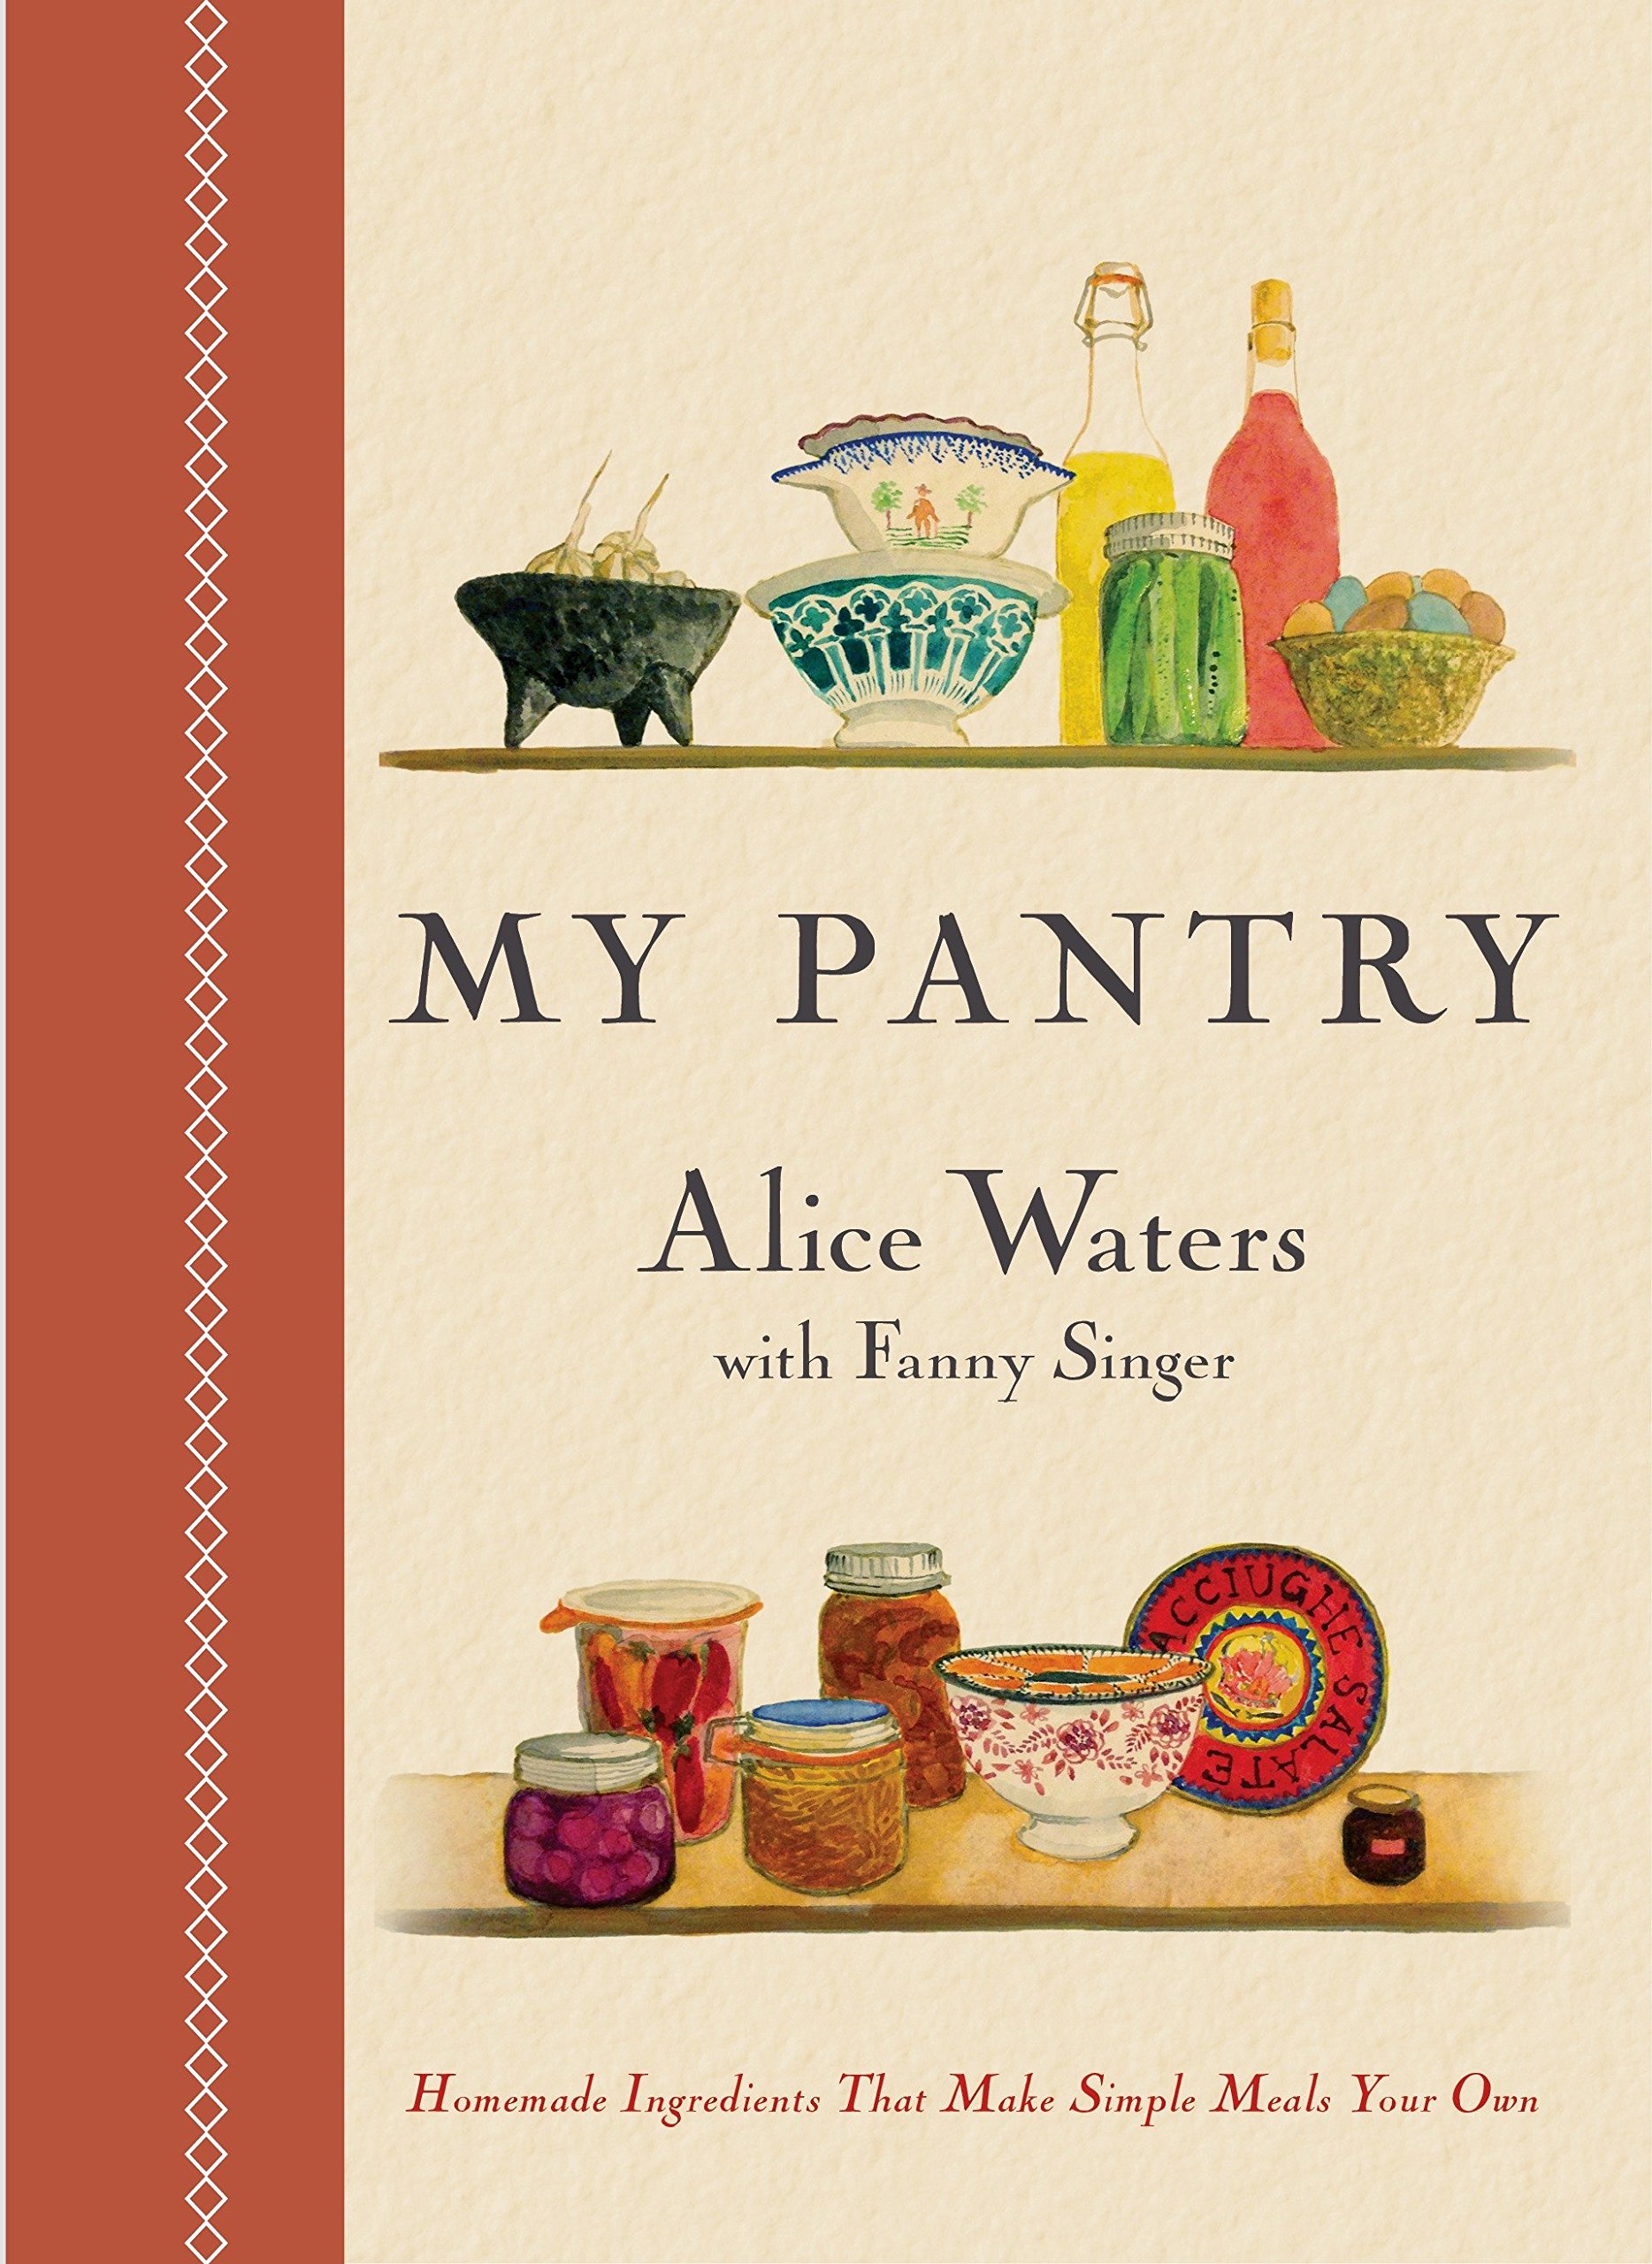 MY PANTRY
Alice Waters
with Fanny Singer
ACCIUGHE SALATE
Homemade Ingredients That Make Simple Meals Your Own